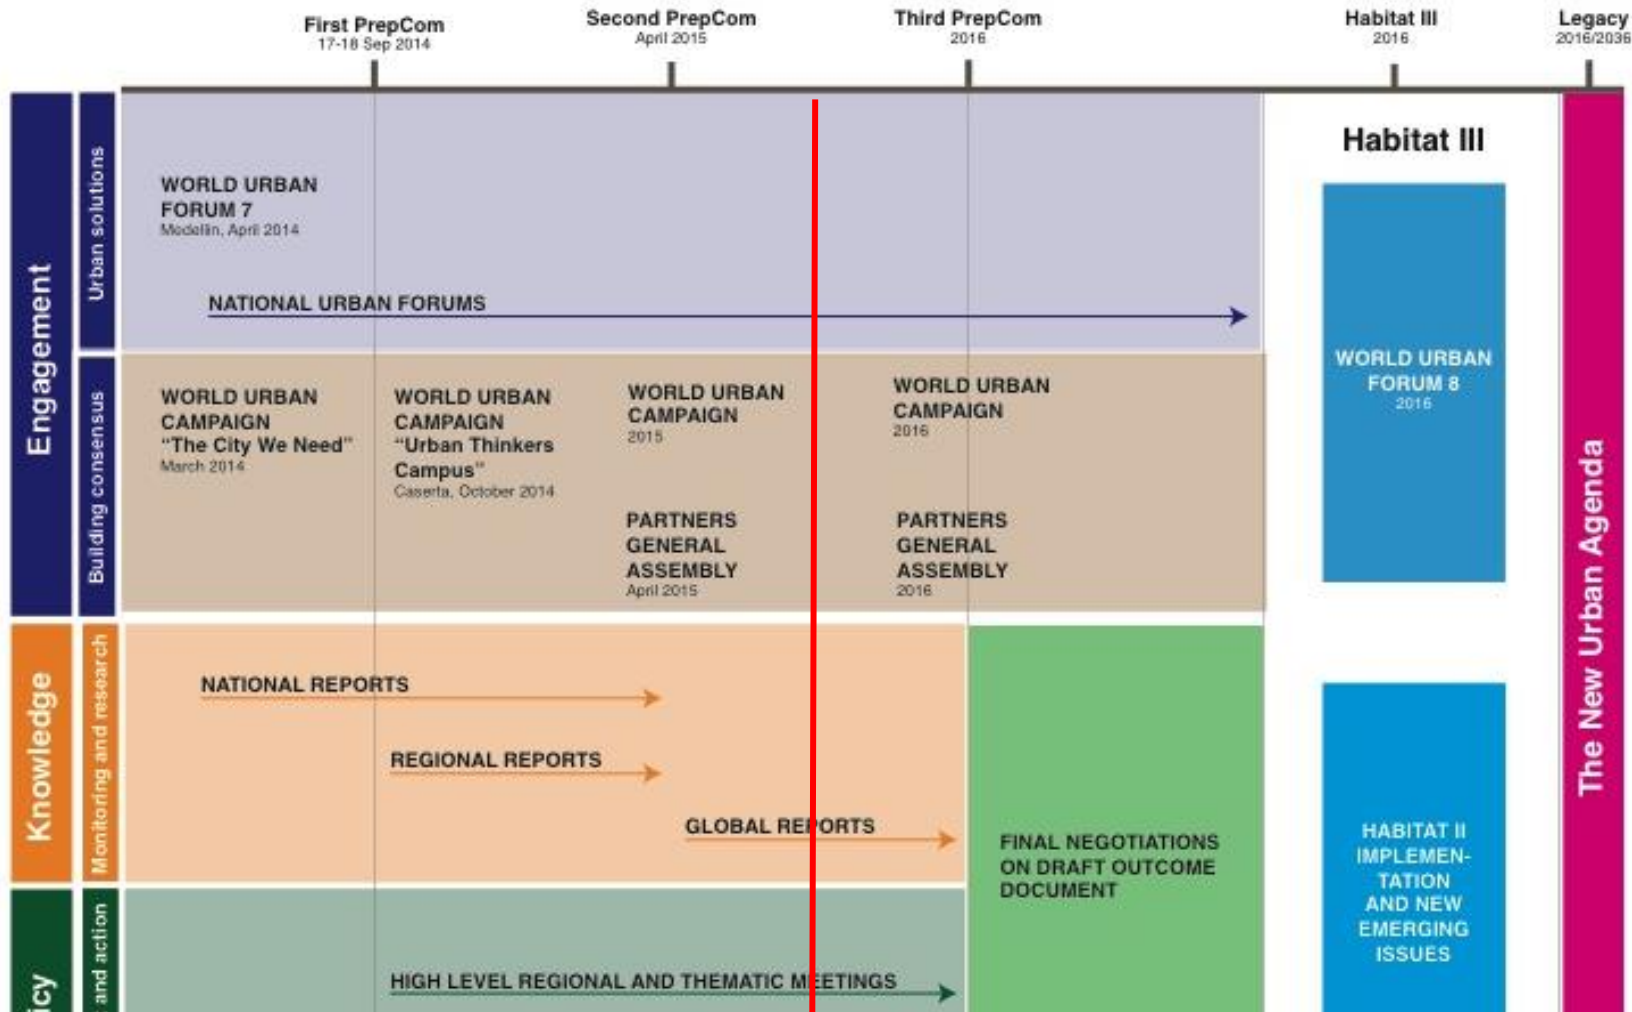 First PrepCom
17-18 Sep 2014
Second PrepCom
April 2015
Third PrepCom
2016
Habitat III
2016
Legacy
2016/2036
Engagement
Urban solutions
WORLD URBAN
FORUM 7
Medellin, April 2014
NATIONAL URBAN FORUMS
Building consensus
WORLD URBAN
CAMPAIGN
“The City We Need”
March 2014
WORLD URBAN
CAMPAIGN
“Urban Thinkers
Campus”
Caserta, October 2014
WORLD URBAN
CAMPAIGN
2015
PARTNERS
GENERAL
ASSEMBLY
April 2015
WORLD URBAN
CAMPAIGN
2016
PARTNERS
GENERAL
ASSEMBLY
2016
Knowledge
Monitoring and research
NATIONAL REPORTS
REGIONAL REPORTS
GLOBAL REPORTS
icy
and action
HIGH LEVEL REGIONAL AND THEMATIC MEETINGS
FINAL NEGOTIATIONS
ON DRAFT OUTCOME
DOCUMENT
Habitat III
WORLD URBAN
FORUM 8
2016
HABITAT II
IMPLEMEN-
TATION
AND NEW
EMERGING
ISSUES
The New Urban Agenda